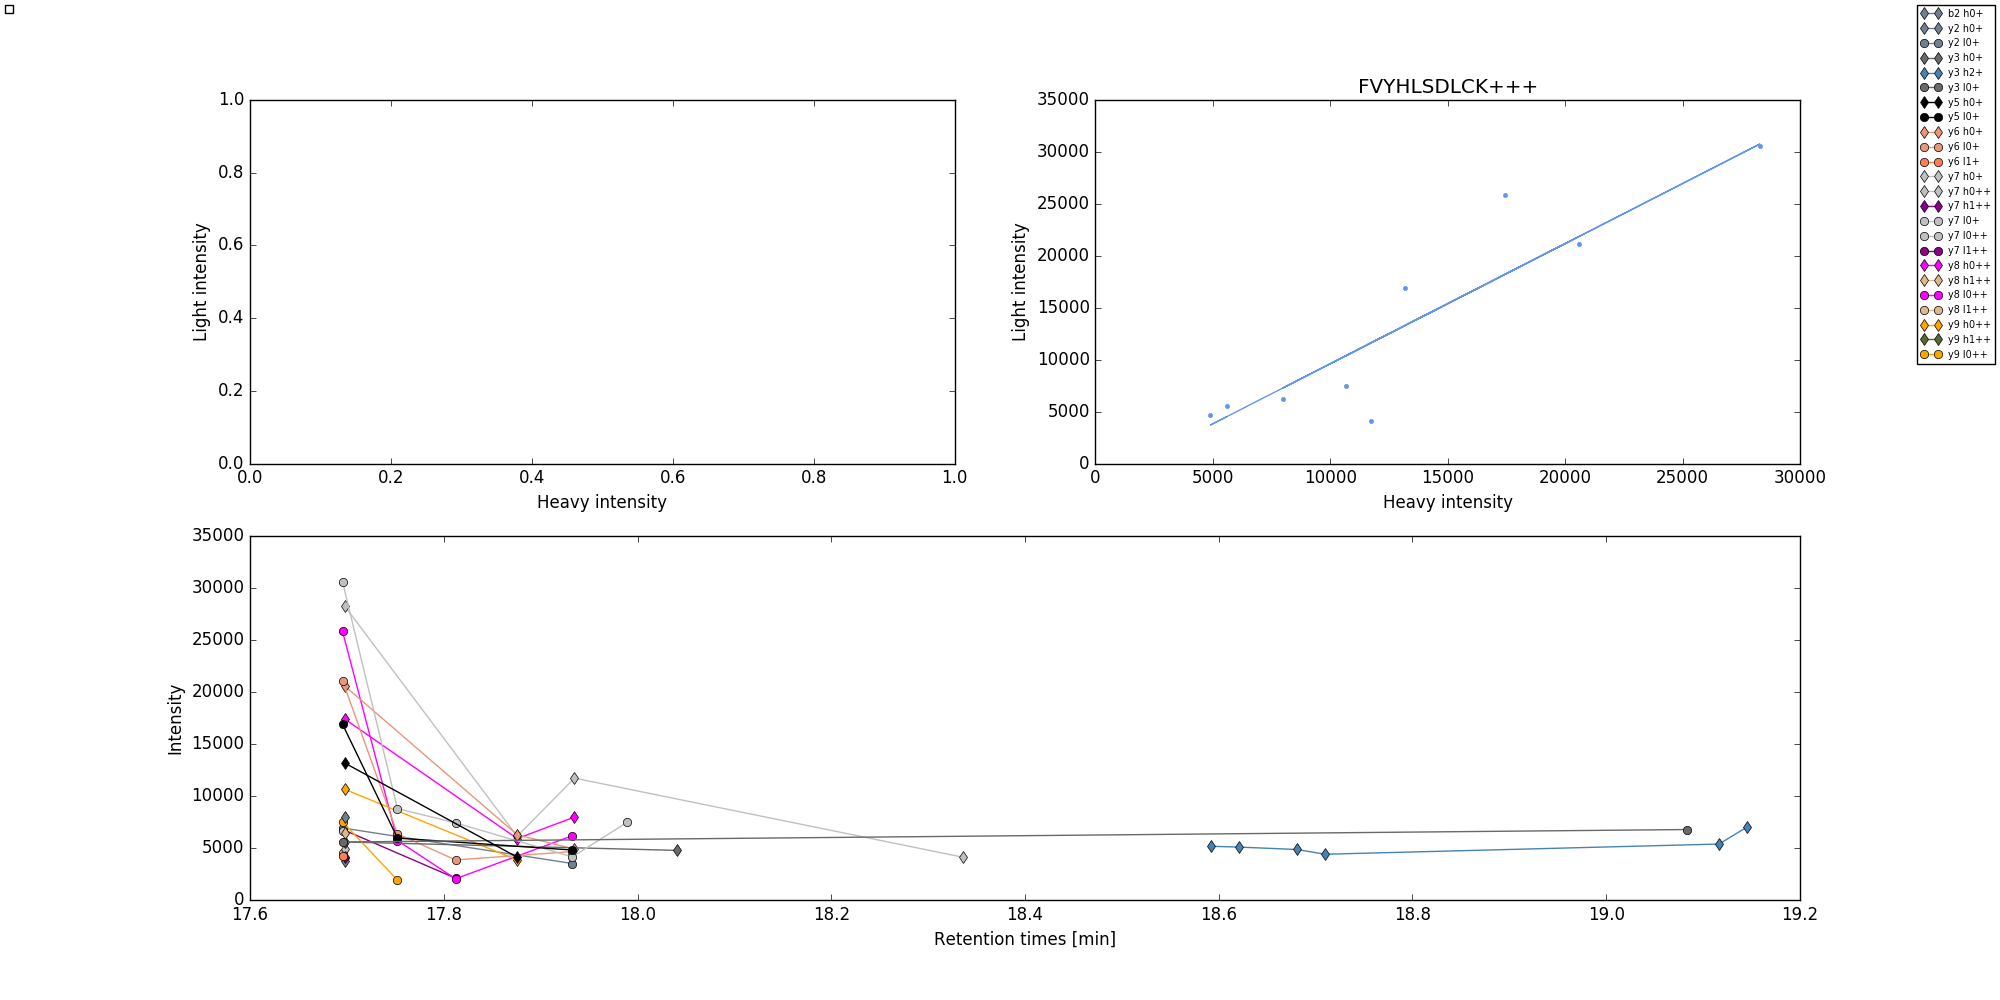 FVYHLSDLCK+++
1.0
0.8
0.6
0.4
0.2
0.0
Light intensity
0.0 0.2 0.4 0.6 0.8 1.0
Heavy intensity
35000
30000
25000
20000
15000
10000
5000
0
Light intensity
0 5000 10000 15000 20000 25000 30000
Heavy intensity
35000
30000
25000
20000
15000
10000
5000
0
Intensity
17.6 17.8 18.0 18.2 18.4 18.6 18.8 19.0 19.2
Retention times [min]
b2 h0+
y2 h0+
y2 l0+
y3 h0+
y3 h2+
y3 l0+
y5 h0+
y5 l0+
y6 h0+
y6 l0+
y6 l1+
y7 h0+
y7 h0++
y7 h1++
y7 l0+
y7 l0++
y7 l1++
y8 h0++
y8 h1++
y8 l0++
y8 l1++
y9 h0++
y9 h1++
y9 l0++